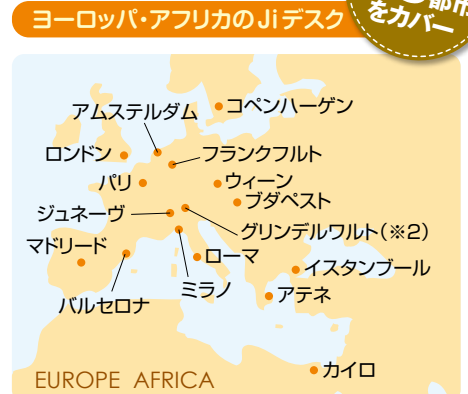 ヨーロッパ・アフリカのJiデスク
都市
をカバー
アムステルダム
コペンハーゲン
ロンドン
フランクフルト
パリ
ウィーン
ブダペスト
ジュネーヴ
グリンデルワルト(※2)
マドリード
ローマ
イスタンブール
バルセロナ
ミラノ
アテネ
カイロ
EUROPE AFRICA